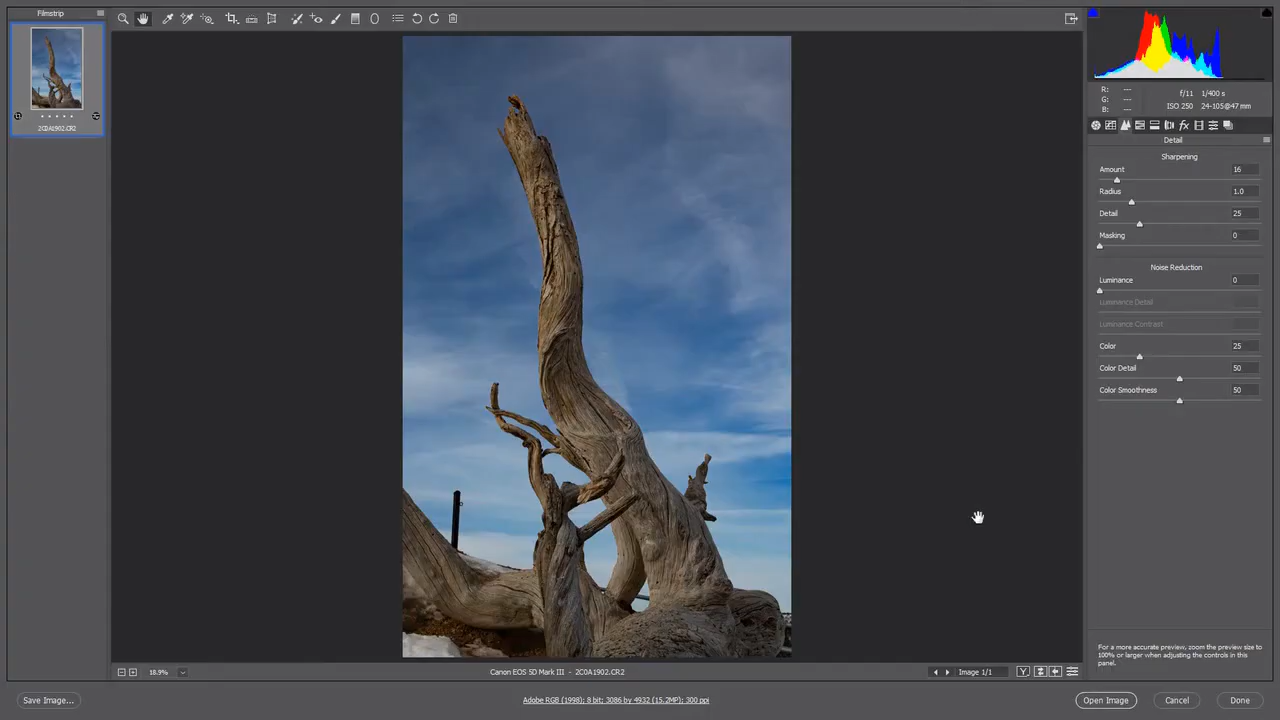 Filmstrip
2C0A1902.CR2
R: ---
G: ---
B: ---
f/11 1/400 s
ISO 250 24-105@47 mm
Detail
Sharpening
Amount 16
Radius 1.0
Detail 25
Masking 0
Noise Reduction
Luminance 0
Luminance Detail
Luminance Contrast
Color 25
Color Detail 50
Color Smoothness 50
For a more accurate preview, zoom the preview size to
100% or larger when adjusting the controls in this
panel.
18.9%
Canon EOS 5D Mark III - 2C0A1902.CR2
Image 1/1
Y
Save Image...
Adobe RGB (1998); 8 bit; 3086 by 4932 (15.2MP); 300 ppi
Open Image
Cancel
Done